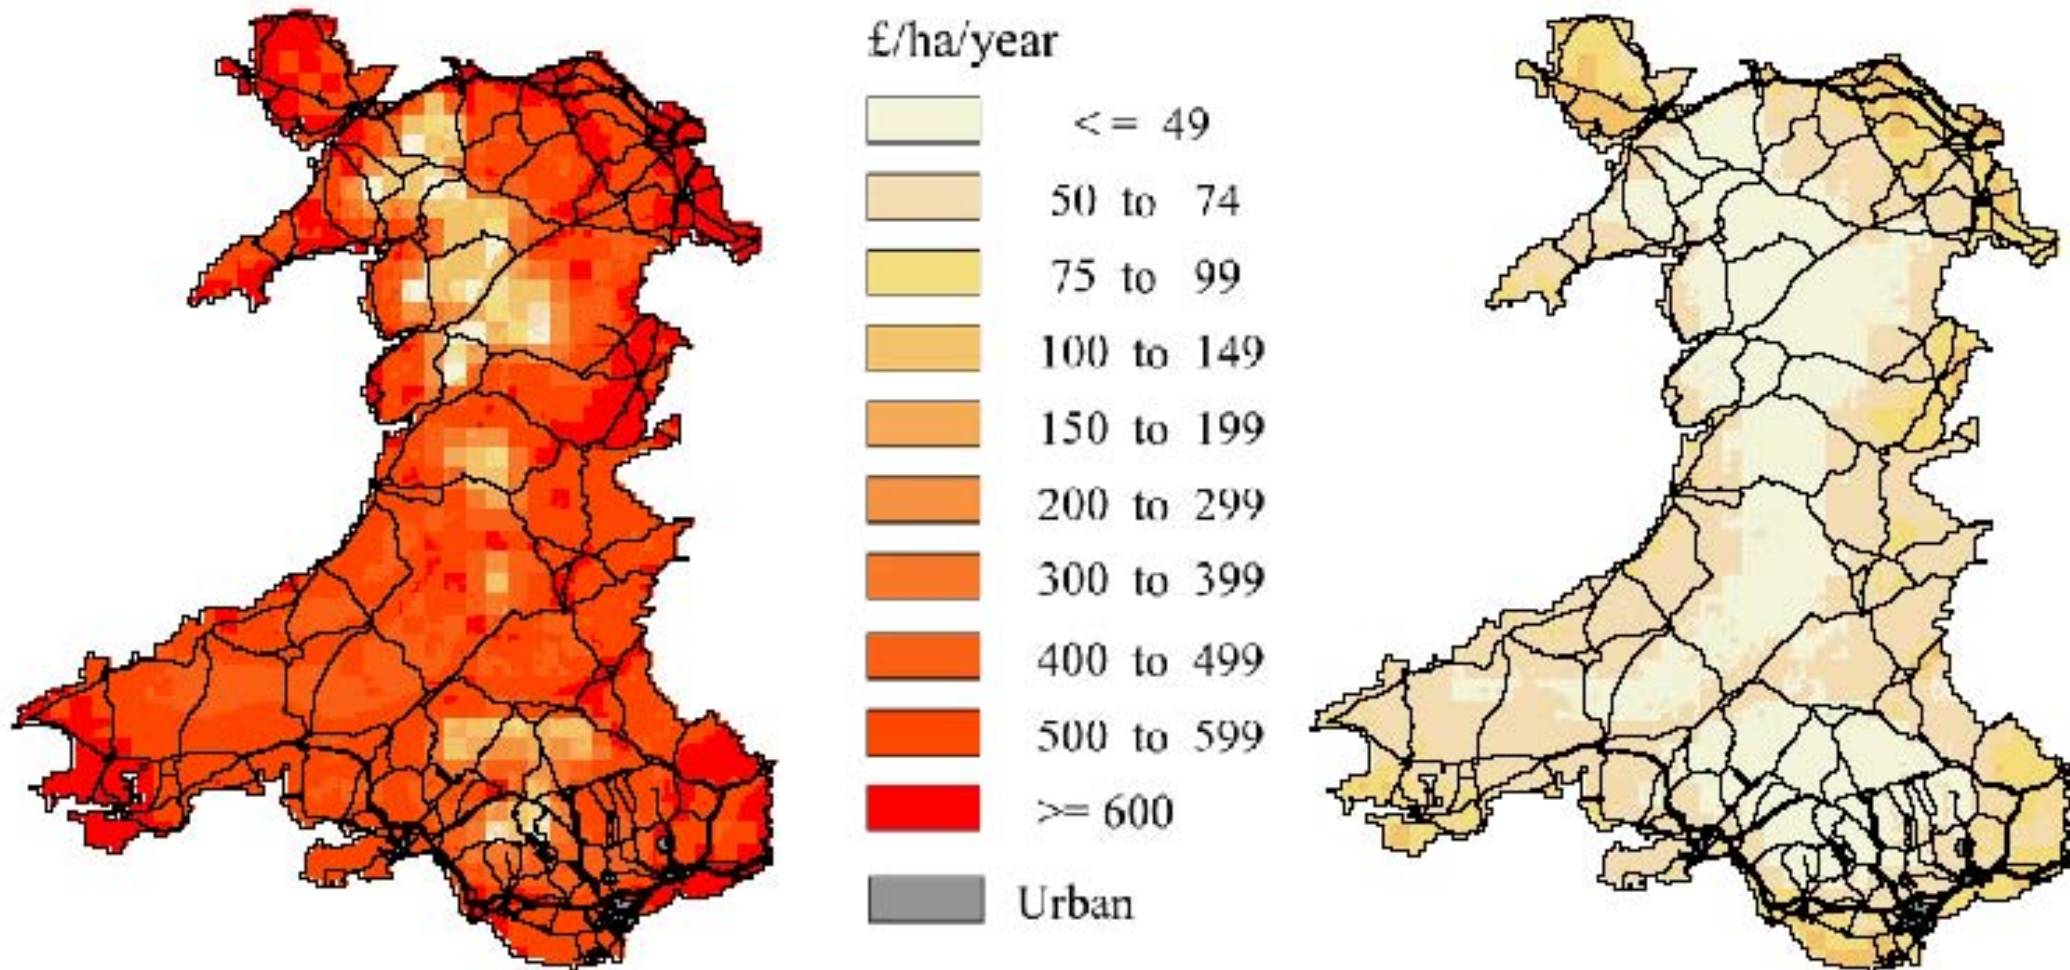 £/ha/year
<= 49
50 to 74
75 to 99
100 to 149
150 to 199
200 to 299
300 to 399
400 to 499
500 to 599
>= 600
Urban